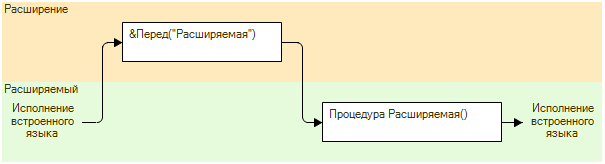 Расширение
&Перед("Расширяемая")
Расширяемый
Исполнение
встроенного
языка
Процедура Расширяемая()
Исполнение
встроенного
языка